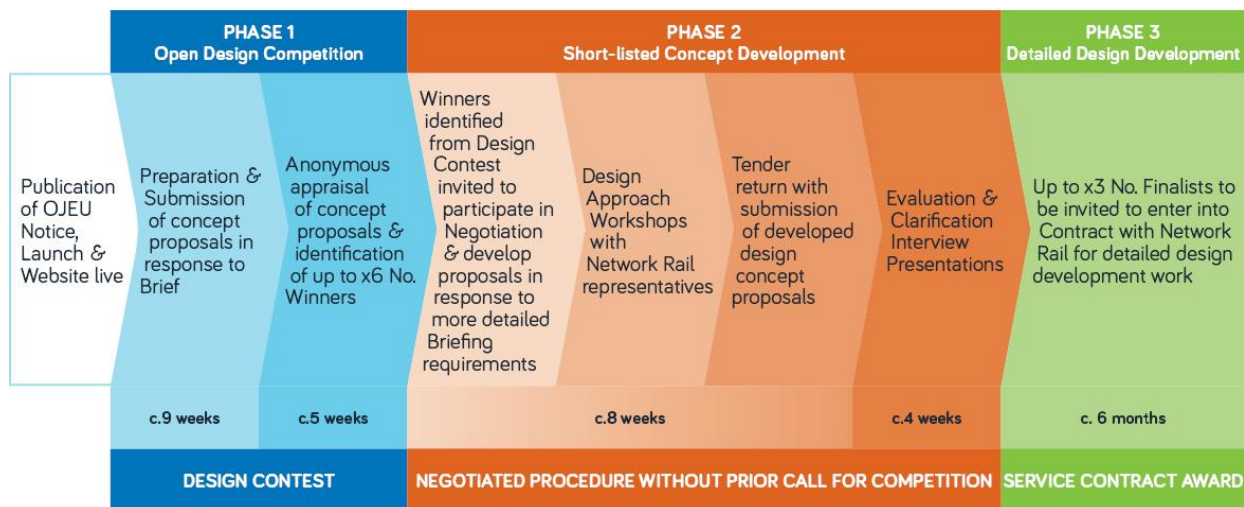 PHASE 1
Open Design Competition
PHASE 2
Short-listed Concept Development
PHASE 3
Detailed Design Development
Publication
of OJEU
Notice,
Launch &
Website live
Preparation &
Submission
of concept
proposals in
response to
Brief
Anonymous
appraisal
of concept
proposals &
identification
of up to x6 No.
Winners
Winners
identified
from Design
Contest
invited to
participate in
Negotiation
& develop
proposals in
response to
more detailed
Briefing
requirements
Design
Approach
Workshops
with
Network Rail
representatives
Tender
return with
submission
of developed
design
concept
proposals
Evaluation &
Clarification
Interview
Presentations
Up to x3 No. Finalists to
be invited to enter into
Contract with Network
Rail for detailed design
development work
c.9 weeks
c.5 weeks
c.8 weeks
c.4 weeks
c. 6 months
DESIGN CONTEST
NEGOTIATED PROCEDURE WITHOUT PRIOR CALL FOR COMPETITION
SERVICE CONTRACT AWARD